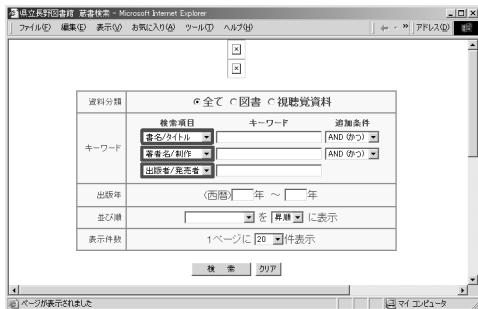 県立長野図書館 蔵書検索 - Microsoft Internet Explorer
ファイル(F) 編集(E) 表示(V) お気に入り(A) ツール(T) ヘルプ(H) アドレス(D)
資料分類 全て 図書 視聴覚資料
検索項目 キーワード 追加条件
キーワード
書名/タイトル AND (かつ)
著者名/制作 AND (かつ)
出版者/発売者
出版年 (西暦) 年 ～ 年
並び順 を 昇順 に表示
表示件数 1ページに 20 件表示
検 索 クリア
ページが表示されました マイ コンピュータ